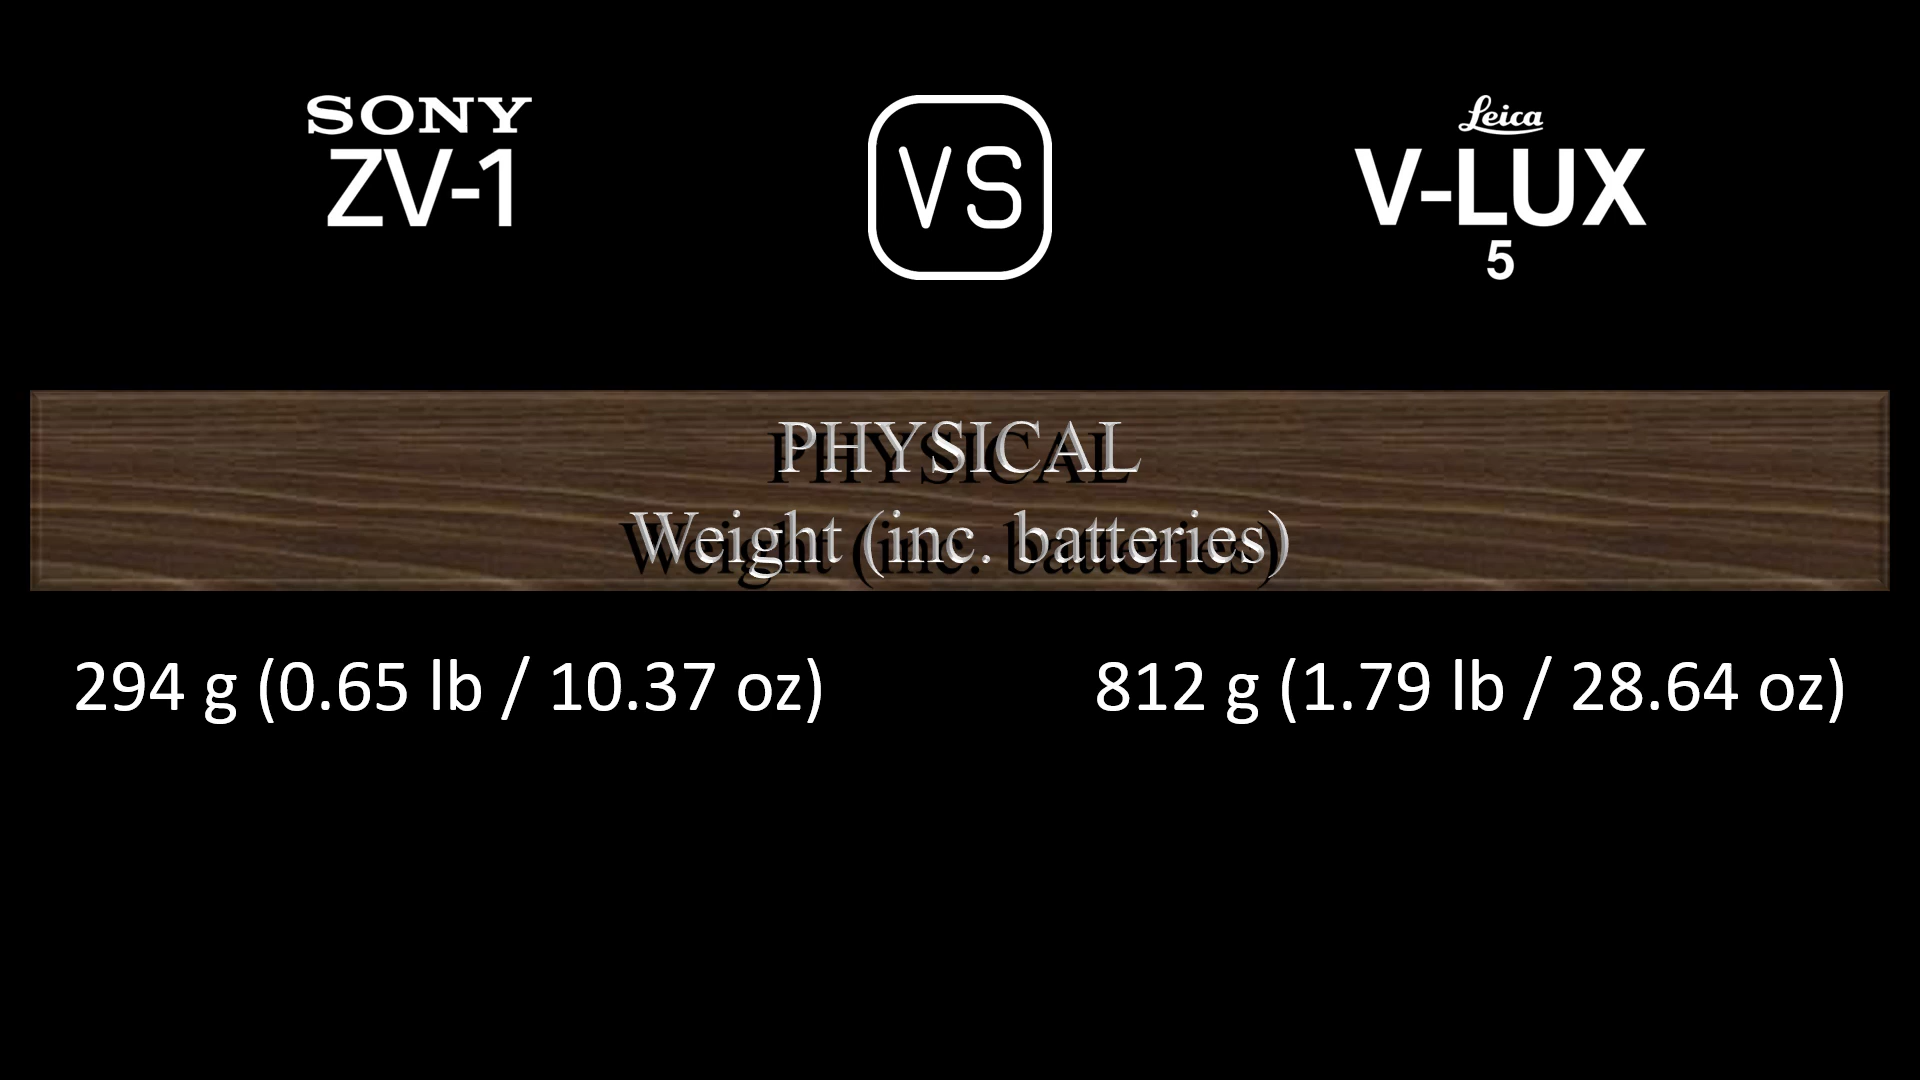 SONY
ZV-1
VS
Leica
V-LUX
5
PHYSICAL
Weight (inc. batteries)
294 g (0.65 lb / 10.37 oz)
812 g (1.79 lb / 28.64 oz)